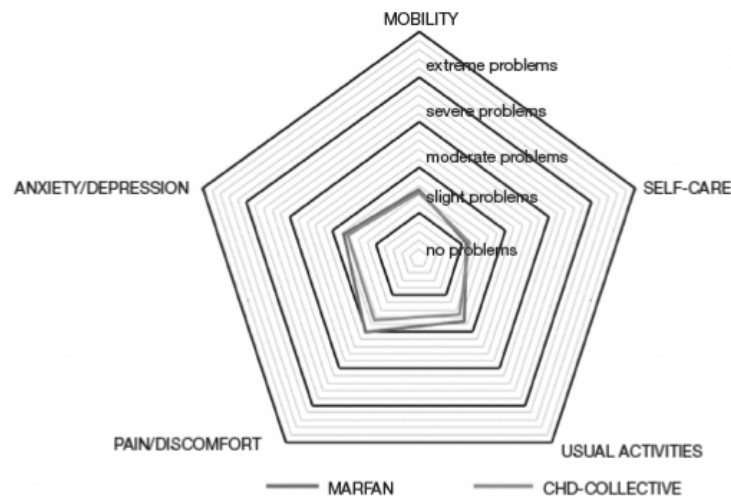 MOBILITY
extreme problems
severe problems
moderate problems
ANXIETY/DEPRESSION
SELF-CARE
slight problems
no problems
PAIN/DISCOMFORT
USUAL ACTIVITIES
MARFAN
CHD-COLLECTIVE